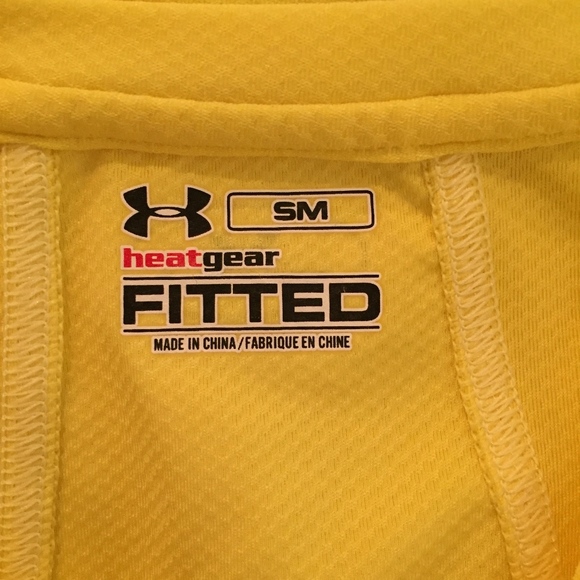 SM
heatgear
FITTED
MADE IN CHINA/FABRIQUE EN CHINE